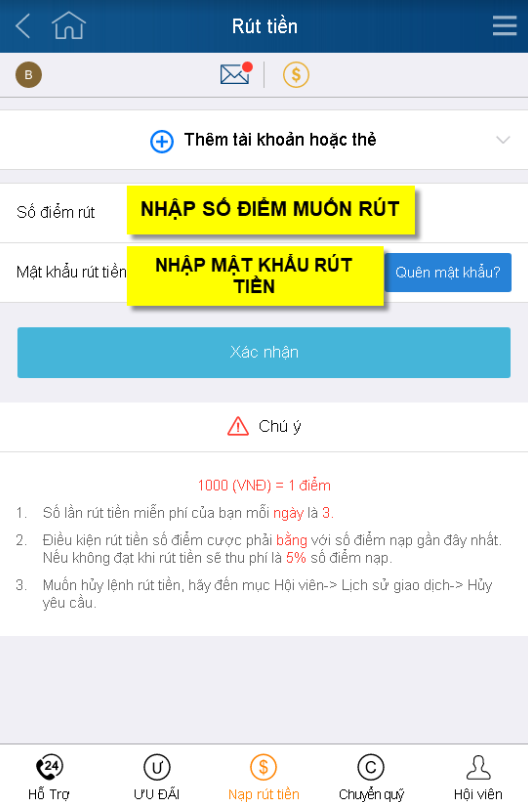 Rút tiền
B
$
Thêm tài khoản hoặc thẻ
Số điểm rút
NHẬP SỐ ĐIỂM MUỐN RÚT
Mật khẩu rút tiền
NHẬP MẬT KHẨU RÚT
TIỀN
Quên mật khẩu?
Xác nhận
Chú ý
1000 (VNĐ) = 1 điểm
1. Số lần rút tiền miễn phí của bạn mỗi ngày là 3.
2. Điều kiện rút tiền số điểm cược phải bằng với số điểm nạp gần đây nhất.
Nếu không đạt khi rút tiền sẽ thu phí là 5% số điểm nạp.
3. Muốn hủy lệnh rút tiền, hãy đến mục Hội viên-> Lịch sử giao dịch-> Hủy
yêu cầu.
24 Ư $ C
Hỗ Trợ ƯU ĐÃI Nạp rút tiền Chuyển quỹ Hội viên